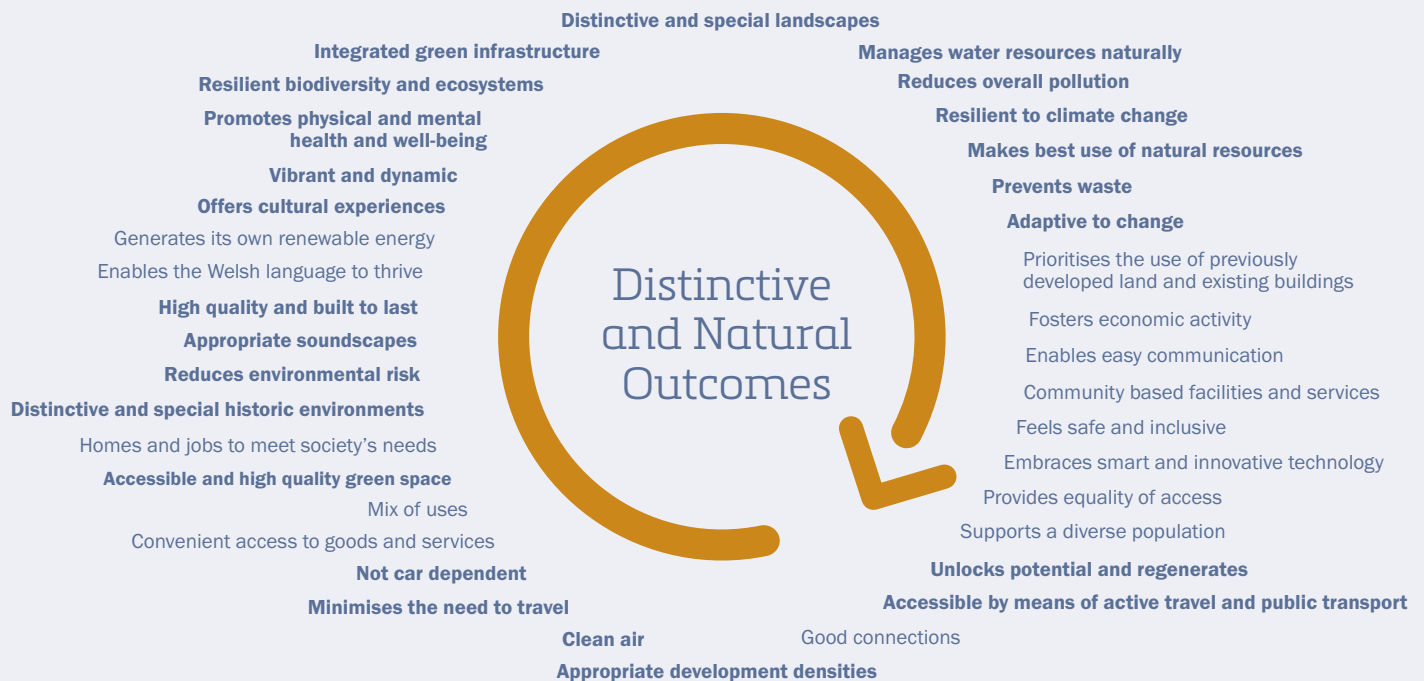 Distinctive and special landscapes
Integrated green infrastructure
Manages water resources naturally
Resilient biodiversity and ecosystems
Reduces overall pollution
Promotes physical and mental
health and well-being
Resilient to climate change
Vibrant and dynamic
Makes best use of natural resources
Offers cultural experiences
Prevents waste
Generates its own renewable energy
Adaptive to change
Enables the Welsh language to thrive
Prioritises the use of previously
developed land and existing buildings
High quality and built to last
Fosters economic activity
Appropriate soundscapes
Enables easy communication
Reduces environmental risk
Community based facilities and services
Distinctive and special historic environments
Feels safe and inclusive
Homes and jobs to meet society's needs
Embraces smart and innovative technology
Accessible and high quality green space
Provides equality of access
Mix of uses
Supports a diverse population
Convenient access to goods and services
Unlocks potential and regenerates
Not car dependent
Accessible by means of active travel and public transport
Minimises the need to travel
Good connections
Clean air
Appropriate development densities
Distinctive
and Natural
Outcomes